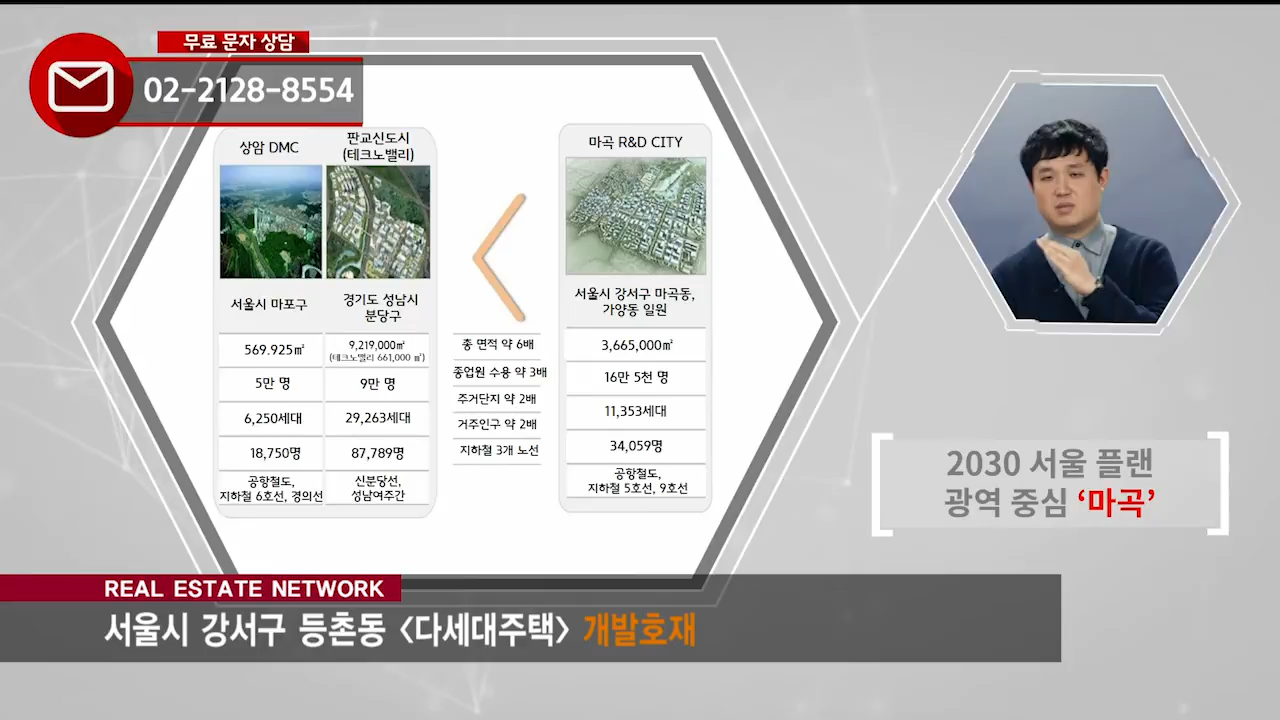 무료 문자 상담
02-2128-8554
상암 DMC
판교신도시
(테크노밸리)
서울시 마포구
경기도 성남시
분당구
569.925㎡
9,219,000㎡
(테크노밸리 661,000 ㎡)
5만 명
9만 명
6,250세대
29,263세대
18,750명
87,789명
공항철도,
지하철 6호선, 경의선
신분당선,
성남여주간
총 면적 약 6배
종업원 수용 약 3배
주거단지 약 2배
거주인구 약 2배
지하철 3개 노선
마곡 R&D CITY
서울시 강서구 마곡동,
가양동 일원
3,665,000㎡
16만 5천 명
11,353세대
34,059명
공항철도,
지하철 5호선, 9호선
2030 서울 플랜
광역 중심 ‘마곡’
REAL ESTATE NETWORK
서울시 강서구 등촌동 <다세대주택> 개발호재